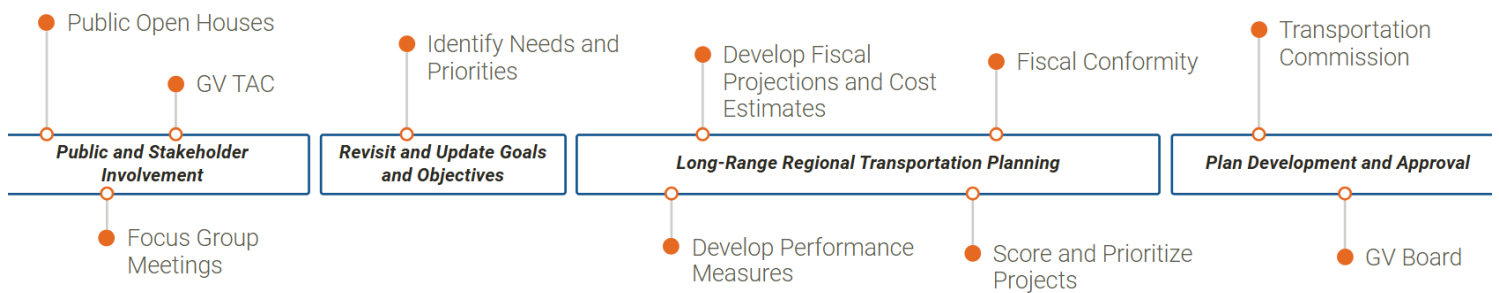 Public Open Houses
GV TAC
Identify Needs and
Priorities
Develop Fiscal
Projections and Cost
Estimates
Fiscal Conformity
Transportation
Commission
Public and Stakeholder
Involvement
Revisit and Update Goals
and Objectives
Long-Range Regional Transportation Planning
Plan Development and Approval
Focus Group
Meetings
Develop Performance
Measures
Score and Prioritize
Projects
GV Board